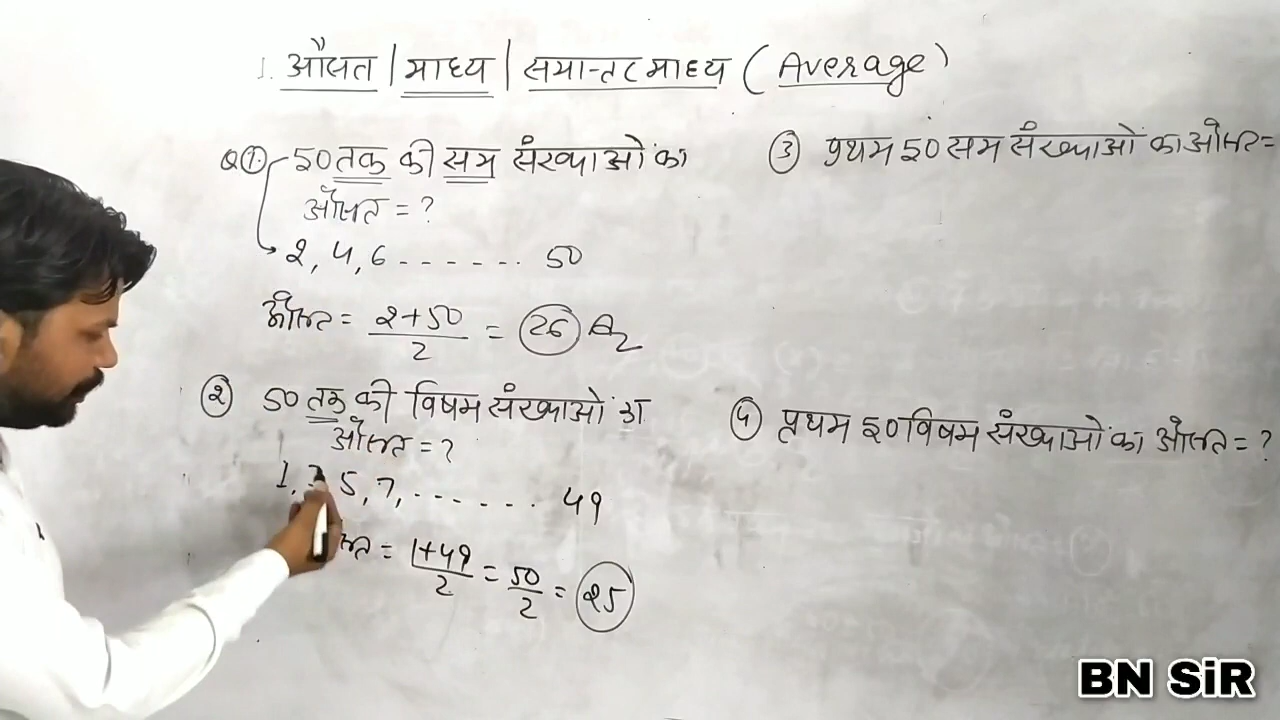 1. औसत | माध्य | समान्तर माध्य ( Average )
Q① 50 तक की सम संख्याओं का
औसत = ?
2, 4, 6 - - - - - - 50
औसत = 2+50/2 = 26 A
② 50 तक की विषम संख्याओं का
औसत = ?
1, 3, 5, 7, - - - - - - 49
सत = 1+49/2 = 50/2 = 25
③ प्रथम 50 सम संख्याओं का औसत =
④ प्रथम 50 विषम संख्याओं का औसत = ?
BN SiR